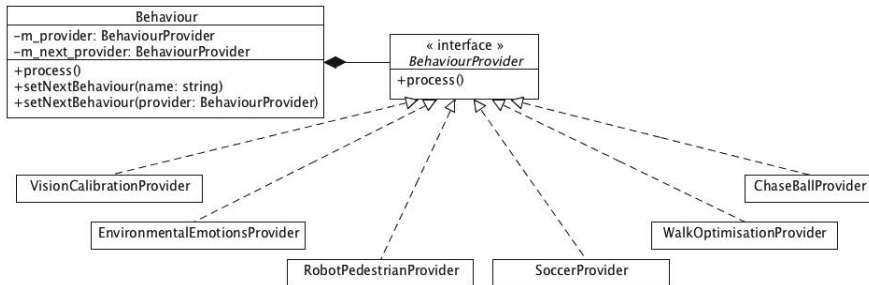 Behaviour
−m_provider: BehaviourProvider
−m_next_provider: BehaviourProvider
+process()
+setNextBehaviour(name: string)
+setNextBehaviour(provider: BehaviourProvider)
« interface »
BehaviourProvider
+process()
VisionCalibrationProvider
ChaseBallProvider
EnvironmentalEmotionsProvider
WalkOptimisationProvider
RobotPedestrianProvider
SoccerProvider